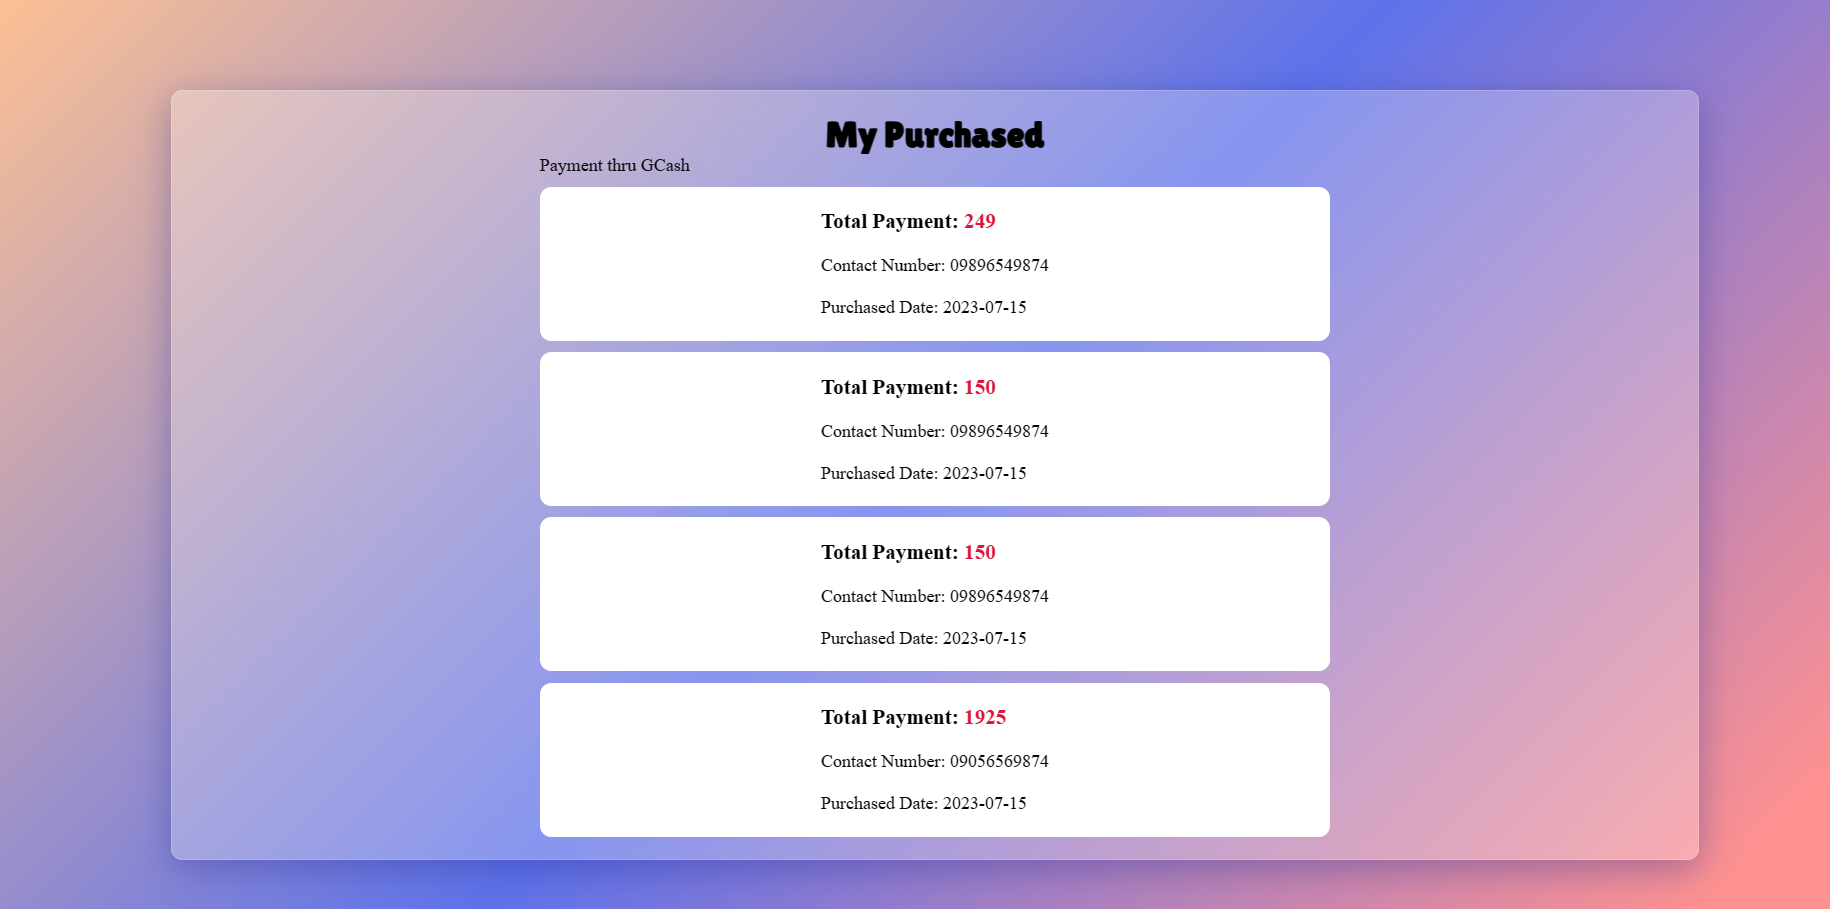 My Purchased
Payment thru GCash
Total Payment: 249
Contact Number: 09896549874
Purchased Date: 2023-07-15
Total Payment: 150
Contact Number: 09896549874
Purchased Date: 2023-07-15
Total Payment: 150
Contact Number: 09896549874
Purchased Date: 2023-07-15
Total Payment: 1925
Contact Number: 09056569874
Purchased Date: 2023-07-15